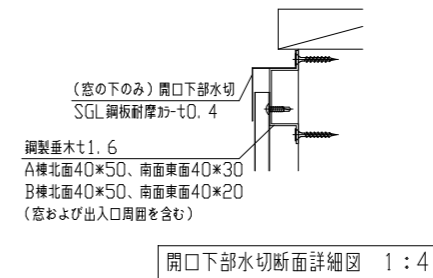 (窓の下のみ)開口下部水切
SGL鋼板耐摩カラーt0.4
鋼製垂木t1.6
A棟北面40*50、南面東面40*30
B棟北面40*50、南面東面40*20
(窓および出入口周囲を含む)
開口下部水切断面詳細図 1:4